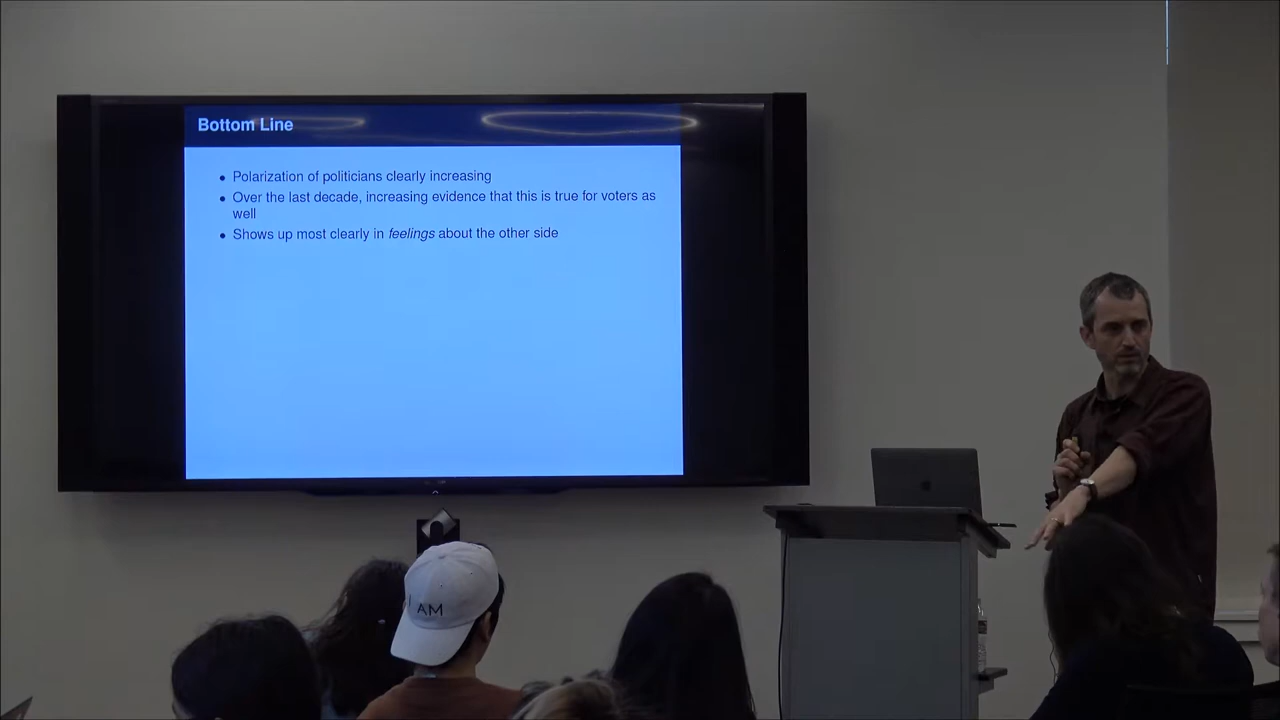 Bottom Line
• Polarization of politicians clearly increasing
• Over the last decade, increasing evidence that this is true for voters as
well
• Shows up most clearly in feelings about the other side
I AM